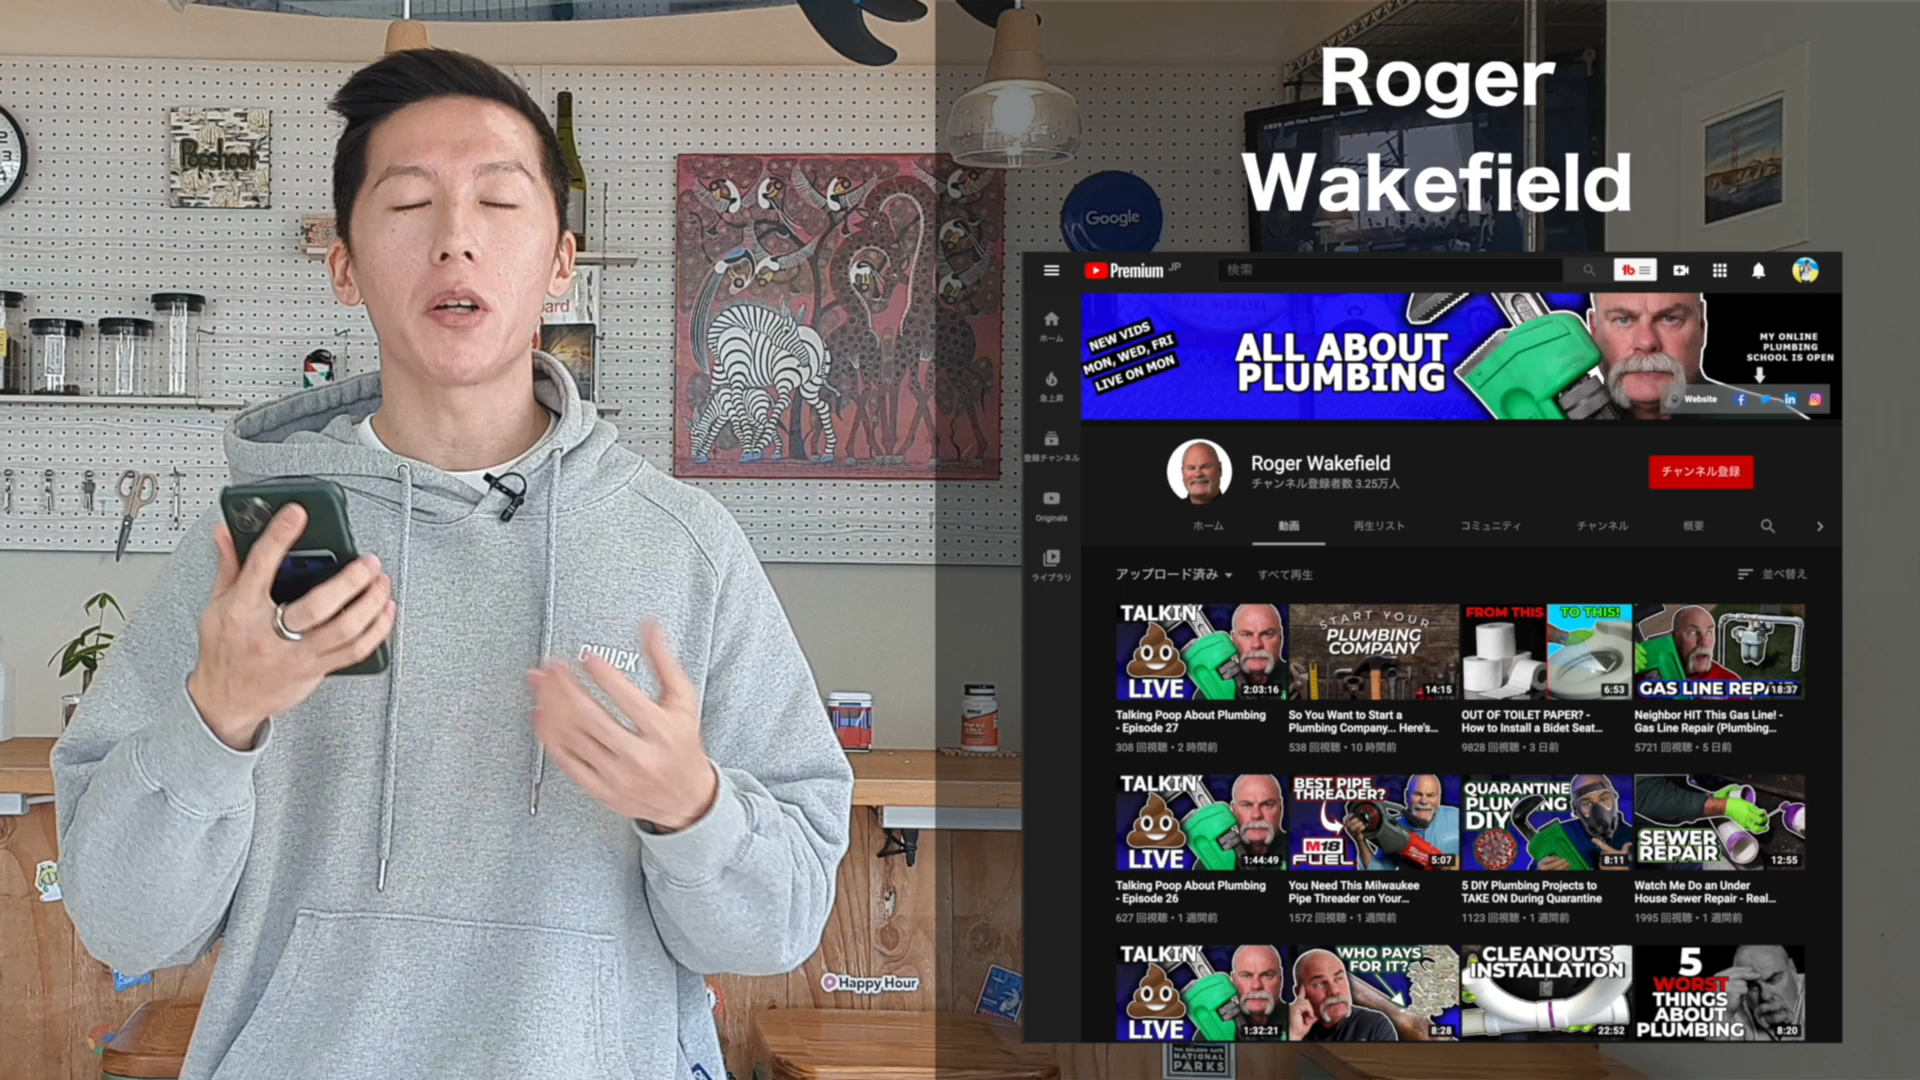 Roger
Wakefield
Popshoot
Google
ard
CHUCK
Happy Hour
NATIONAL
PARKS
Premium JP
検索
ホーム
急上昇
登録チャンネル
Originals
ライブラリ
NEW VIDS
MON, WED, FRI
LIVE ON MON
ALL ABOUT
PLUMBING
MY ONLINE
PLUMBING
SCHOOL IS OPEN
Website
Roger Wakefield
チャンネル登録者数 3.25万人
チャンネル登録
ホーム
動画
再生リスト
コミュニティ
チャンネル
概要
アップロード済み
すべて再生
並べ替え
TALKIN'
LIVE
2:03:16
START YOUR
PLUMBING
COMPANY
14:15
FROM THIS
TO THIS!
6:53
GAS LINE REPA
18:37
Talking Poop About Plumbing
- Episode 27
308 回視聴・2 時間前
So You Want to Start a
Plumbing Company... Here's...
538 回視聴・10 時間前
OUT OF TOILET PAPER? -
How to Install a Bidet Seat...
9828 回視聴・3 日前
Neighbor HIT This Gas Line! -
Gas Line Repair (Plumbing...
5721 回視聴・5 日前
TALKIN'
LIVE
1:44:49
BEST PIPE
THREADER?
M18
FUEL
5:07
QUARANTINE
PLUMBING
DIY
8:11
SEWER
REPAIR
12:55
Talking Poop About Plumbing
- Episode 26
627 回視聴・1 週間前
You Need This Milwaukee
Pipe Threader on Your...
1572 回視聴・1 週間前
5 DIY Plumbing Projects to
TAKE ON During Quarantine
1123 回視聴・1 週間前
Watch Me Do an Under
House Sewer Repair - Real...
1995 回視聴・1 週間前
TALKIN'
LIVE
1:32:21
WHO PAYS
FOR IT?
8:28
CLEANOUTS
INSTALLATION
22:52
5
WORST
THINGS
ABOUT
PLUMBING
8:20